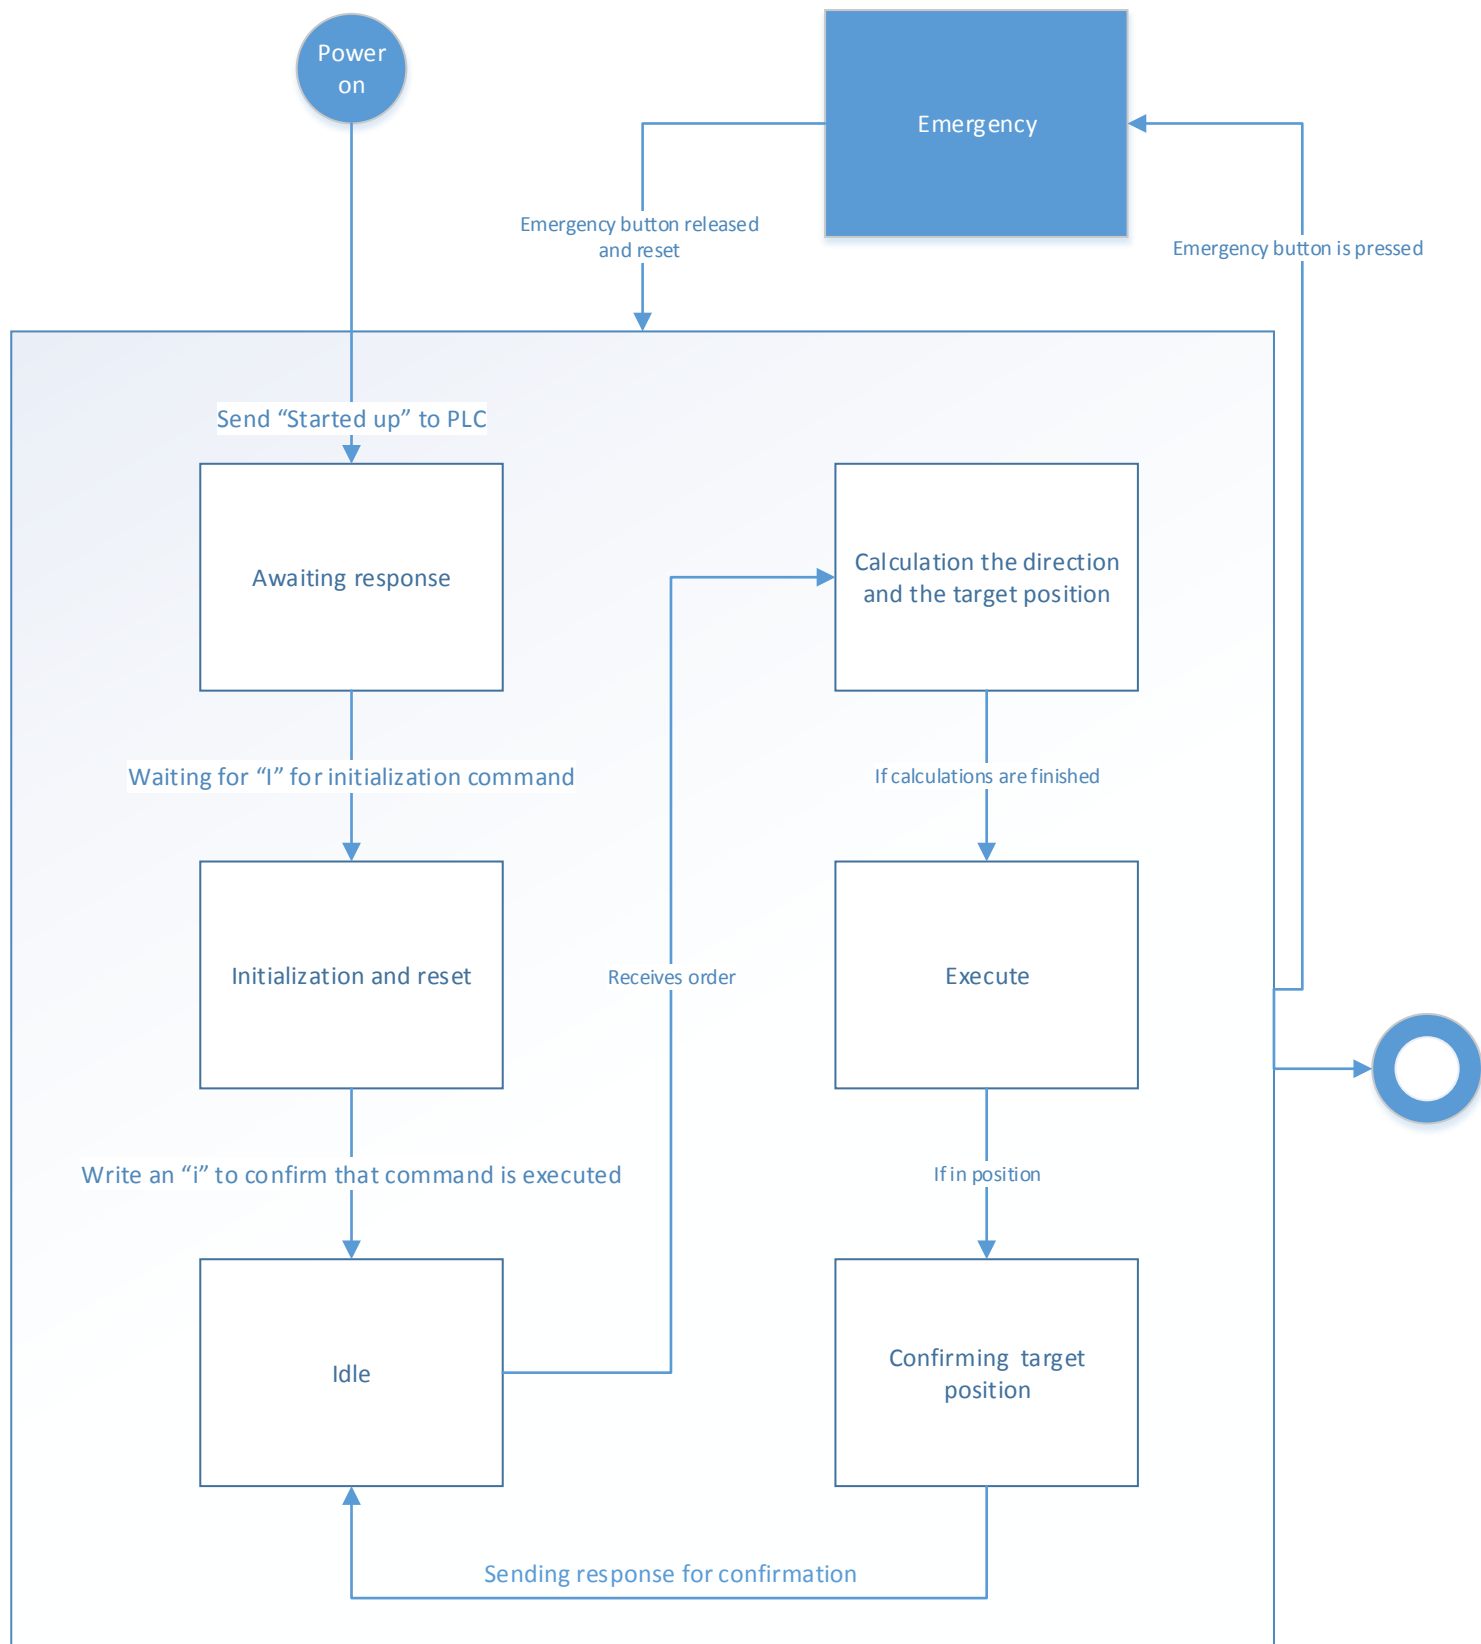 Power
on
Emergency
Emergency button released
and reset
Emergency button is pressed
Send “Started up” to PLC
Awaiting response
Calculation the direction
and the target position
Waiting for “I” for initialization command
If calculations are finished
Initialization and reset
Receives order
Execute
Write an “i” to confirm that command is executed
If in position
Idle
Confirming target
position
Sending response for confirmation